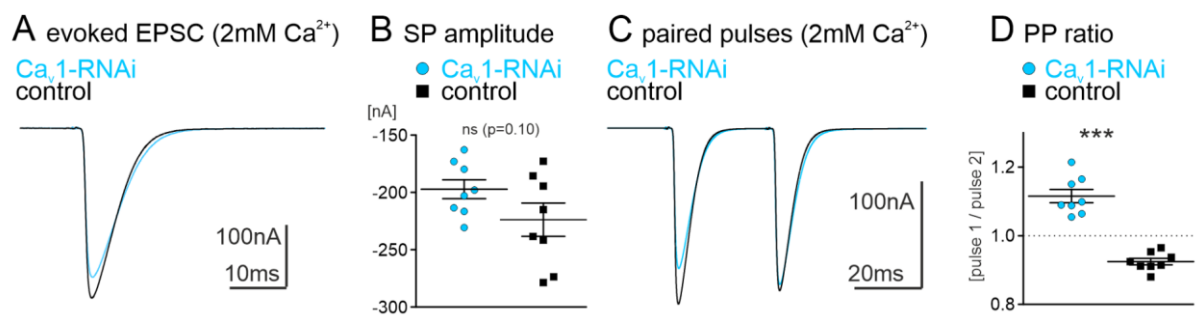 A evoked EPSC (2mM Ca²⁺)
Caᵥ1-RNAi
control
100nA
10ms
B SP amplitude
Caᵥ1-RNAi
control
[nA]
ns (p=0.10)
-150
-200
-250
-300
C paired pulses (2mM Ca²⁺)
Caᵥ1-RNAi
control
100nA
20ms
D PP ratio
Caᵥ1-RNAi
control
[pulse 1 / pulse 2]
***
1.2
1.0
0.8